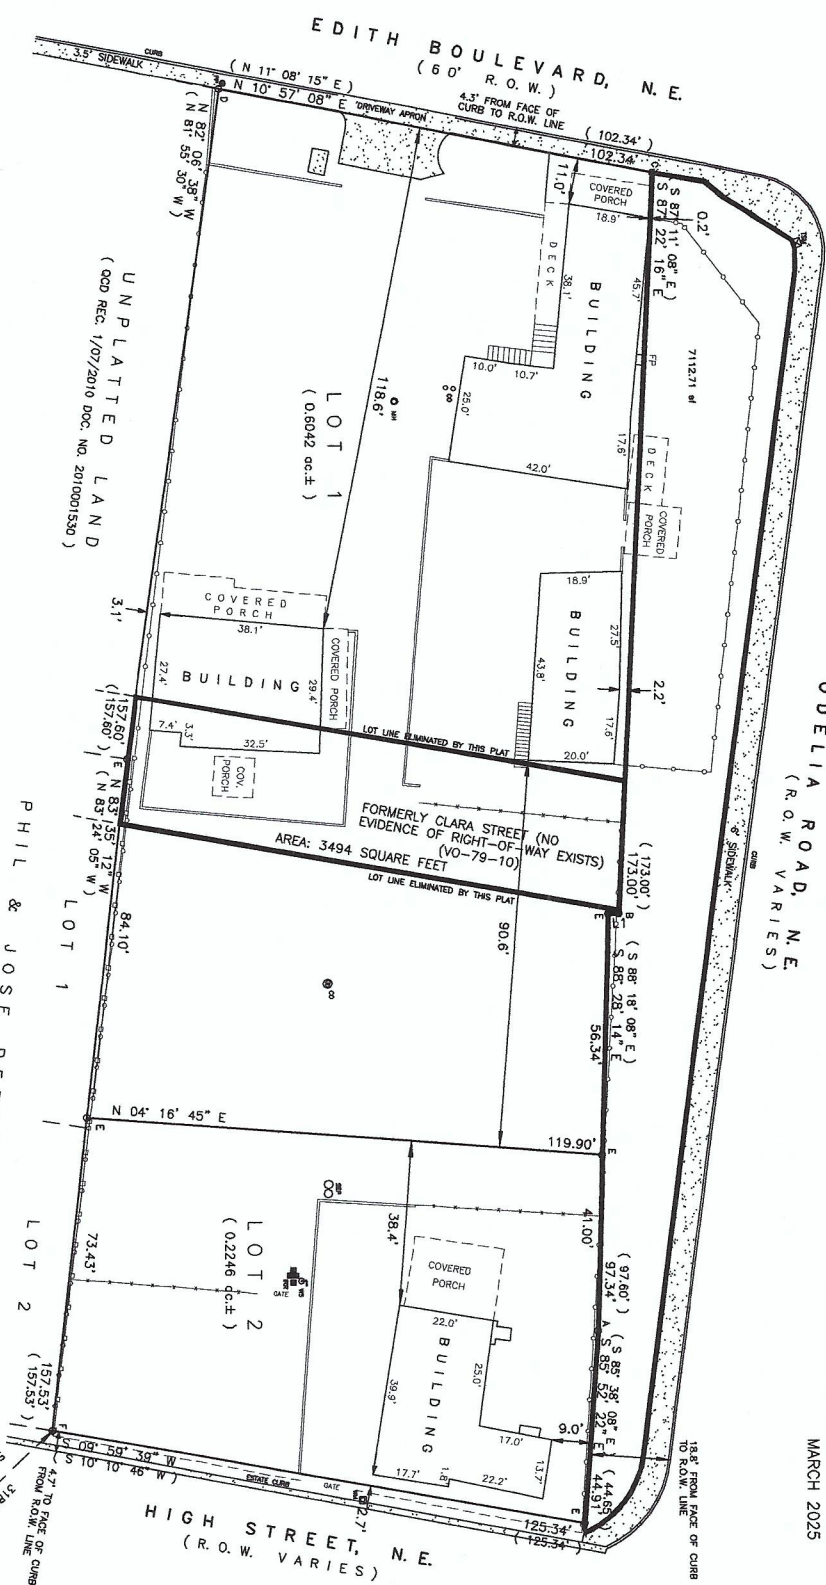 EDITH BOULEVARD, N.E.
( 60' R.O.W. )
3.5' SIDEWALK
CURB
( N 11° 08' 15" E )
N 10° 57' 08" E
DRIVEWAY APRON
4.3' FROM FACE OF
CURB TO R.O.W. LINE
( 102.34' )
102.34'
D
C
N 82° 06' 38" W
( N 81° 55' 30" W )
UNPLATTED LAND
( QCD REC. 1/07/2010 DOC. NO. 2010001530 )
( S 87° 11' 08" E )
S 87° 22' 16" E
0.2'
11.0'
COVERED
PORCH
18.9'
DECK
38.1'
45.7'
BUILDING
FP
7112.71 sf
10.0'
10.7'
25.0'
17.6'
42.0'
DECK
COVERED
PORCH
MH
118.6'
LOT 1
( 0.6042 ac.± )
18.9'
27.5'
BUILDING
43.8'
17.6'
20.0'
2.2'
3.1'
COVERED
PORCH
38.1'
COVERED PORCH
27.4'
BUILDING
29.4'
7.4'
3.3'
32.5'
COV.
PORCH
LOT LINE ELIMINATED BY THIS PLAT
FORMERLY CLARA STREET (NO
EVIDENCE OF RIGHT-OF-WAY EXISTS)
(VO-79-10)
AREA: 3494 SQUARE FEET
LOT LINE ELIMINATED BY THIS PLAT
( 173.00' )
173.00'
( 157.60' )
157.60'
E
N 83° 35' 12" W
( N 83° 24' 05" W )
ODELIA ROAD, N.E.
( R.O.W. VARIES )
6' SIDEWALK
CURB
E
B
( S 88° 18' 08" E )
S 88° 28' 14" E
56.34'
90.6'
8
84.10'
LOT 1
PHIL & JOSE
N 04° 16' 45" E
119.90'
E
E
41.00'
( 97.60' )
97.34'
A
( S 85° 38' 08" E )
S 85° 52' 22" E
( 44.65' )
44.91'
E
38.4'
LOT 2
( 0.2246 ac.± )
GATE
73.43'
LOT 2
COVERED
PORCH
22.0'
25.0'
BUILDING
39.9'
9.0'
17.0'
13.7'
17.7'
1.8'
22.2'
18.8' FROM FACE OF CURB
TO R.O.W. LINE
MARCH 2025
157.53'
( 157.53' )
F
S 09° 59' 39" W
( S 10° 10' 46" W )
ESTATE CURB
GATE
2.7'
125.34'
( 125.34' )
4.7' TO FACE OF CURB
FROM R.O.W. LINE
HIGH STREET, N.E.
( R.O.W. VARIES )